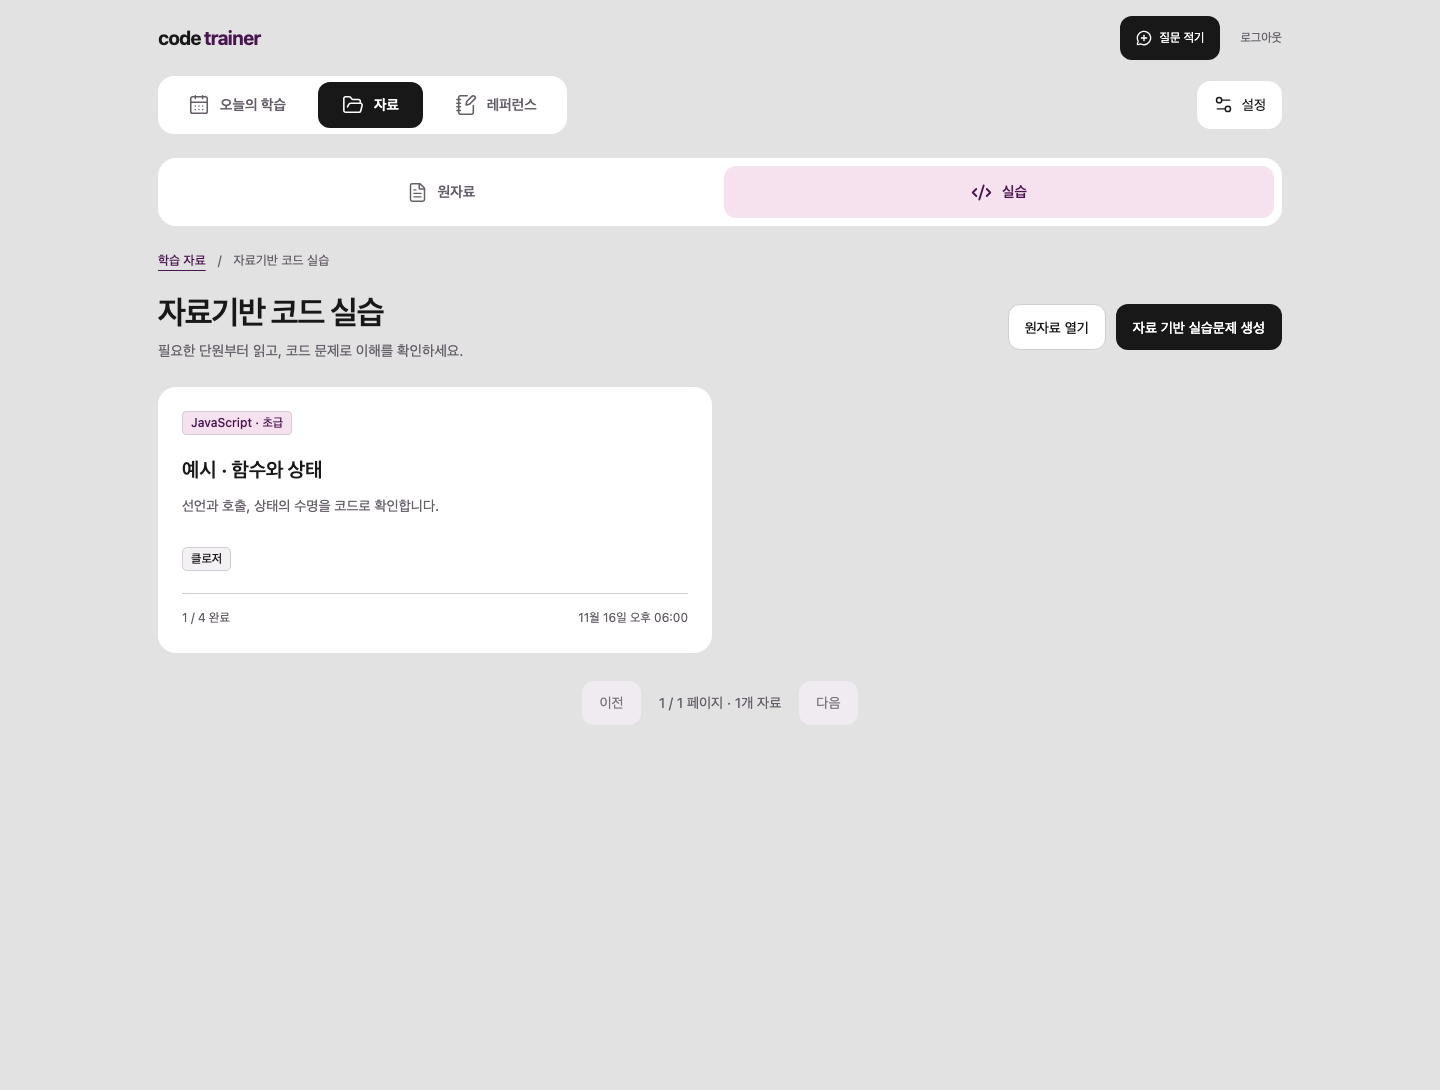 code trainer
질문 적기
로그아웃
오늘의 학습
자료
레퍼런스
설정
원자료
실습
학습 자료 / 자료기반 코드 실습
자료기반 코드 실습
필요한 단원부터 읽고, 코드 문제로 이해를 확인하세요.
원자료 열기
자료 기반 실습문제 생성
JavaScript · 초급
예시 · 함수와 상태
선언과 호출, 상태의 수명을 코드로 확인합니다.
클로저
1 / 4 완료
11월 16일 오후 06:00
이전
1 / 1 페이지 · 1개 자료
다음